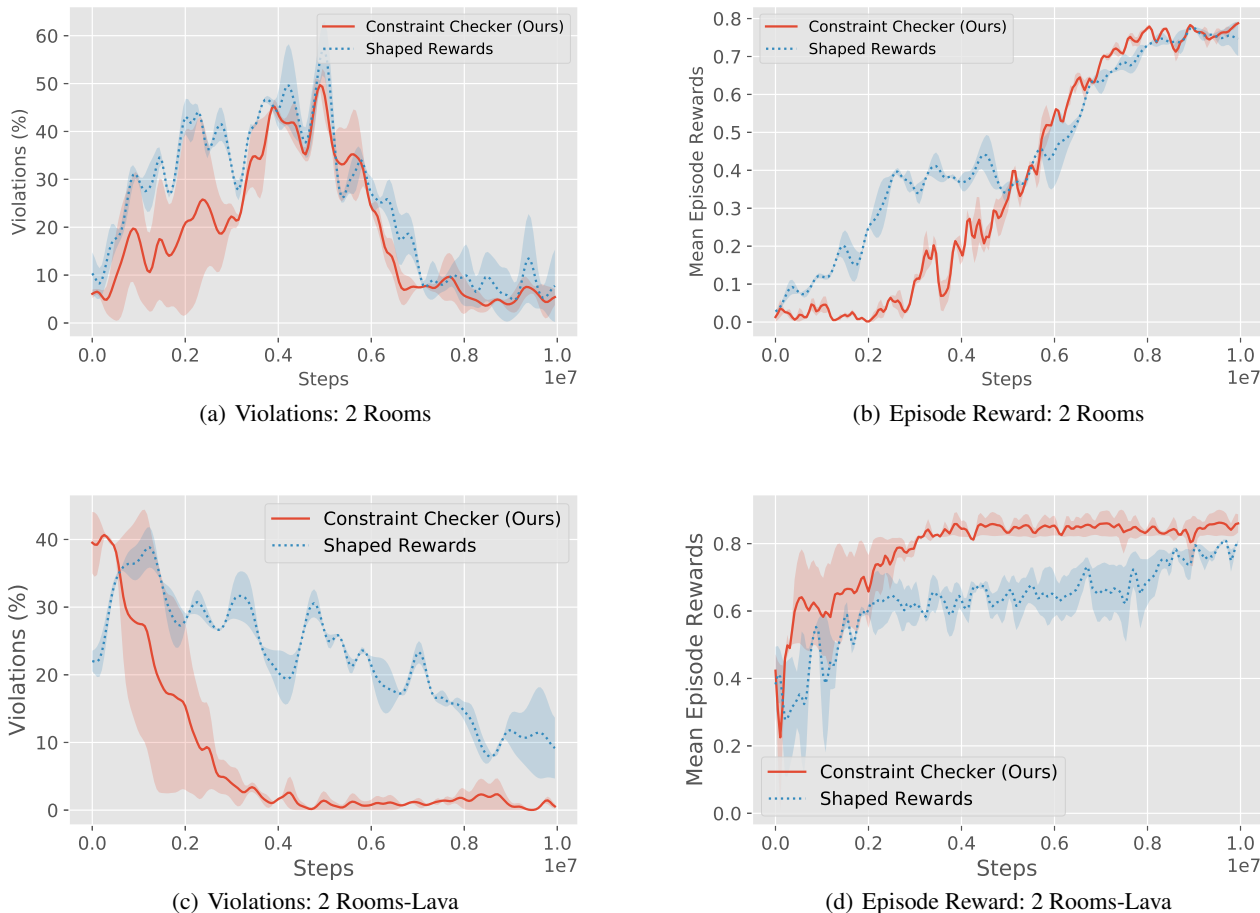 Constraint Checker (Ours)
Shaped Rewards
Violations (%)
60
50
40
30
20
10
0
0.0 0.2 0.4 0.6 0.8 1.0
1e7
Steps
(a) Violations: 2 Rooms
Constraint Checker (Ours)
Shaped Rewards
Mean Episode Rewards
0.8
0.7
0.6
0.5
0.4
0.3
0.2
0.1
0.0
0.0 0.2 0.4 0.6 0.8 1.0
1e7
Steps
(b) Episode Reward: 2 Rooms
Constraint Checker (Ours)
Shaped Rewards
Violations (%)
40
30
20
10
0
0.0 0.2 0.4 0.6 0.8 1.0
1e7
Steps
(c) Violations: 2 Rooms-Lava
Mean Episode Rewards
0.8
0.6
0.4
0.2
0.0
Constraint Checker (Ours)
Shaped Rewards
0.0 0.2 0.4 0.6 0.8 1.0
1e7
Steps
(d) Episode Reward: 2 Rooms-Lava